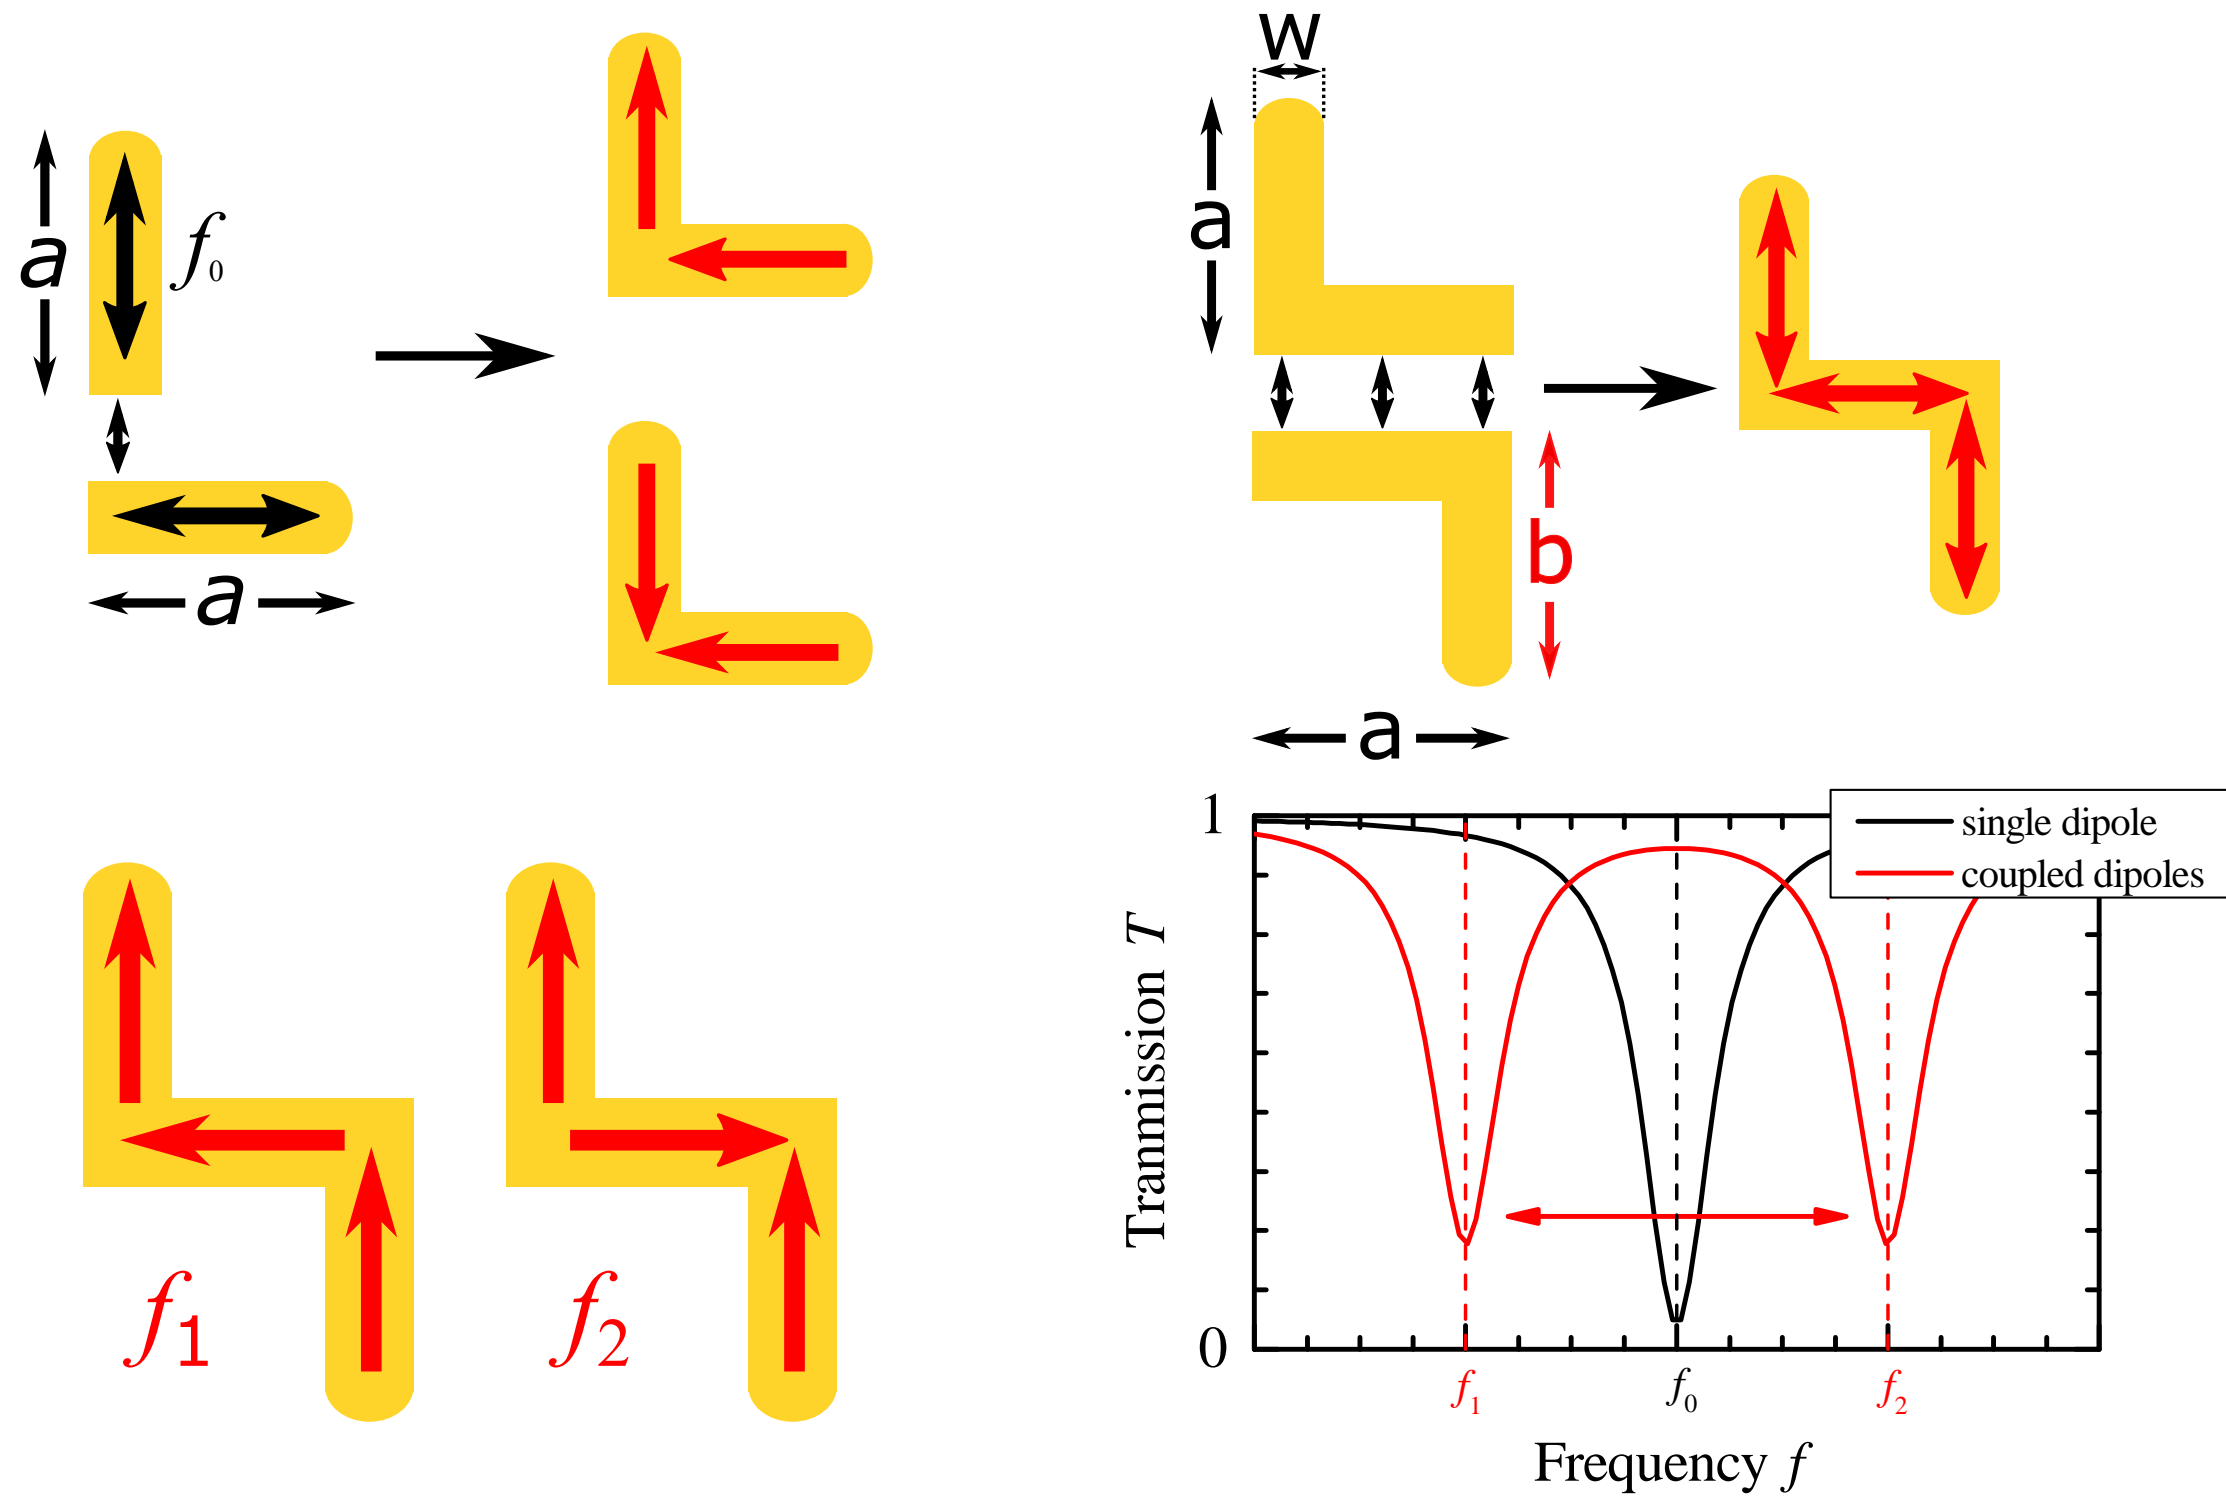 a
f0
a
w
a
b
a
f1
f2
1
single dipole
coupled dipoles
Tranmission T
0
f1
f0
f2
Frequency f